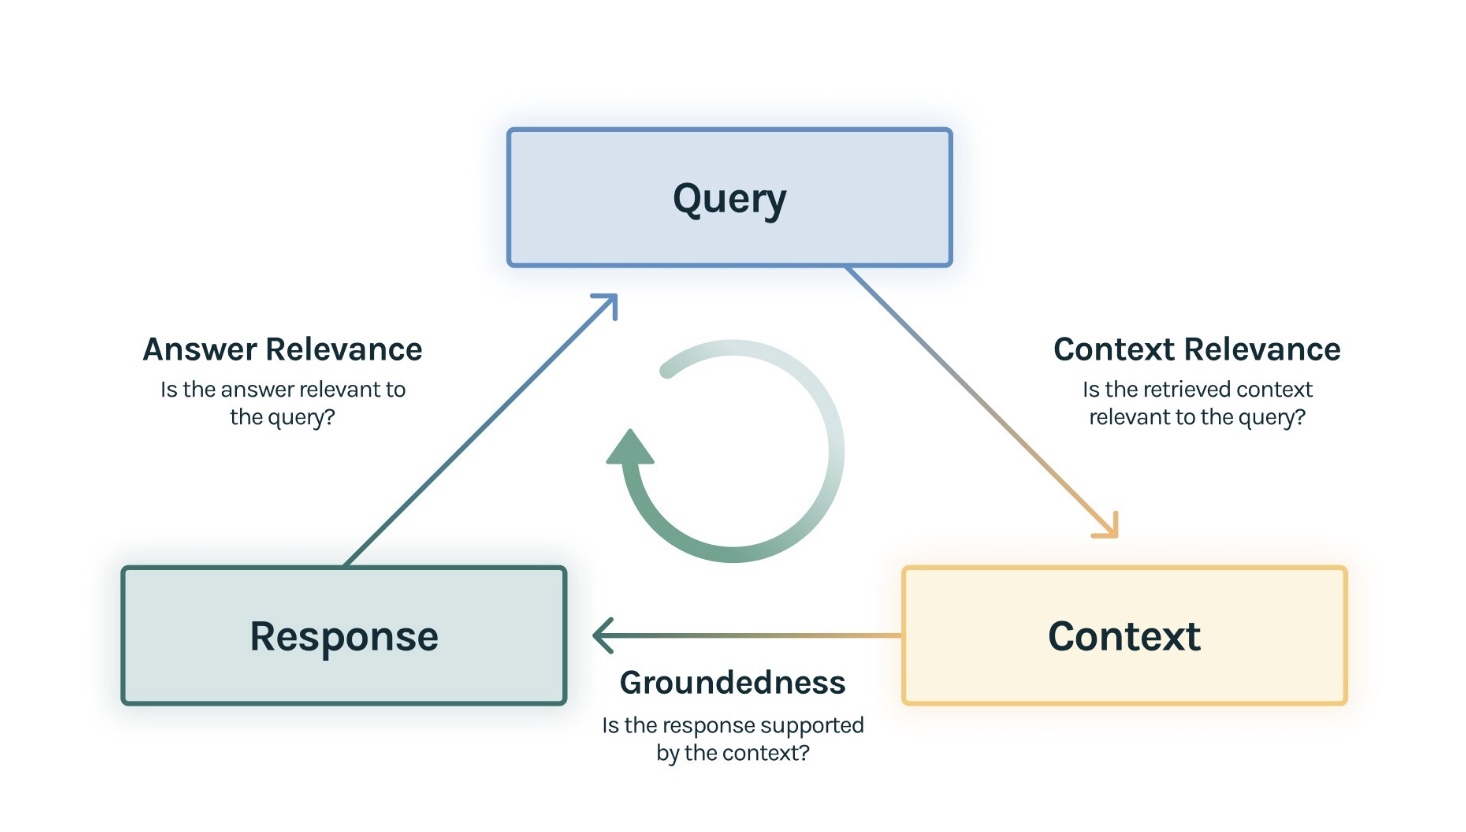 Query
Answer Relevance
Is the answer relevant to
the query?
Context Relevance
Is the retrieved context
relevant to the query?
Response
Context
Groundedness
Is the response supported
by the context?